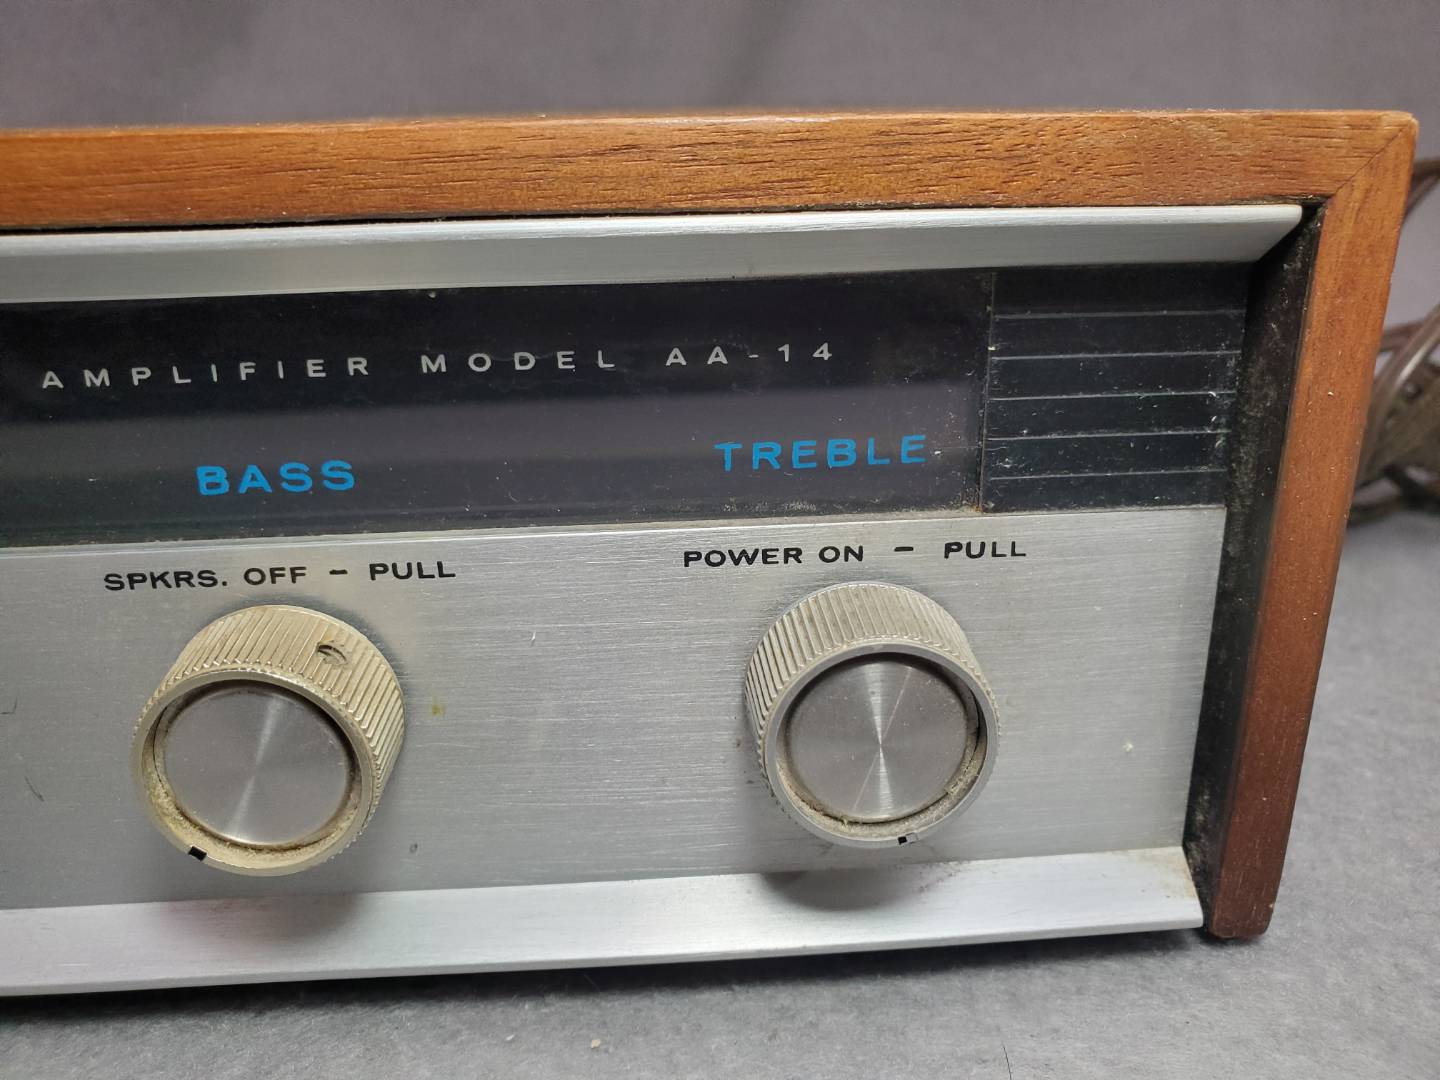 AMPLIFIER MODEL AA-14
BASS TREBLE
SPKRS. OFF - PULL POWER ON - PULL